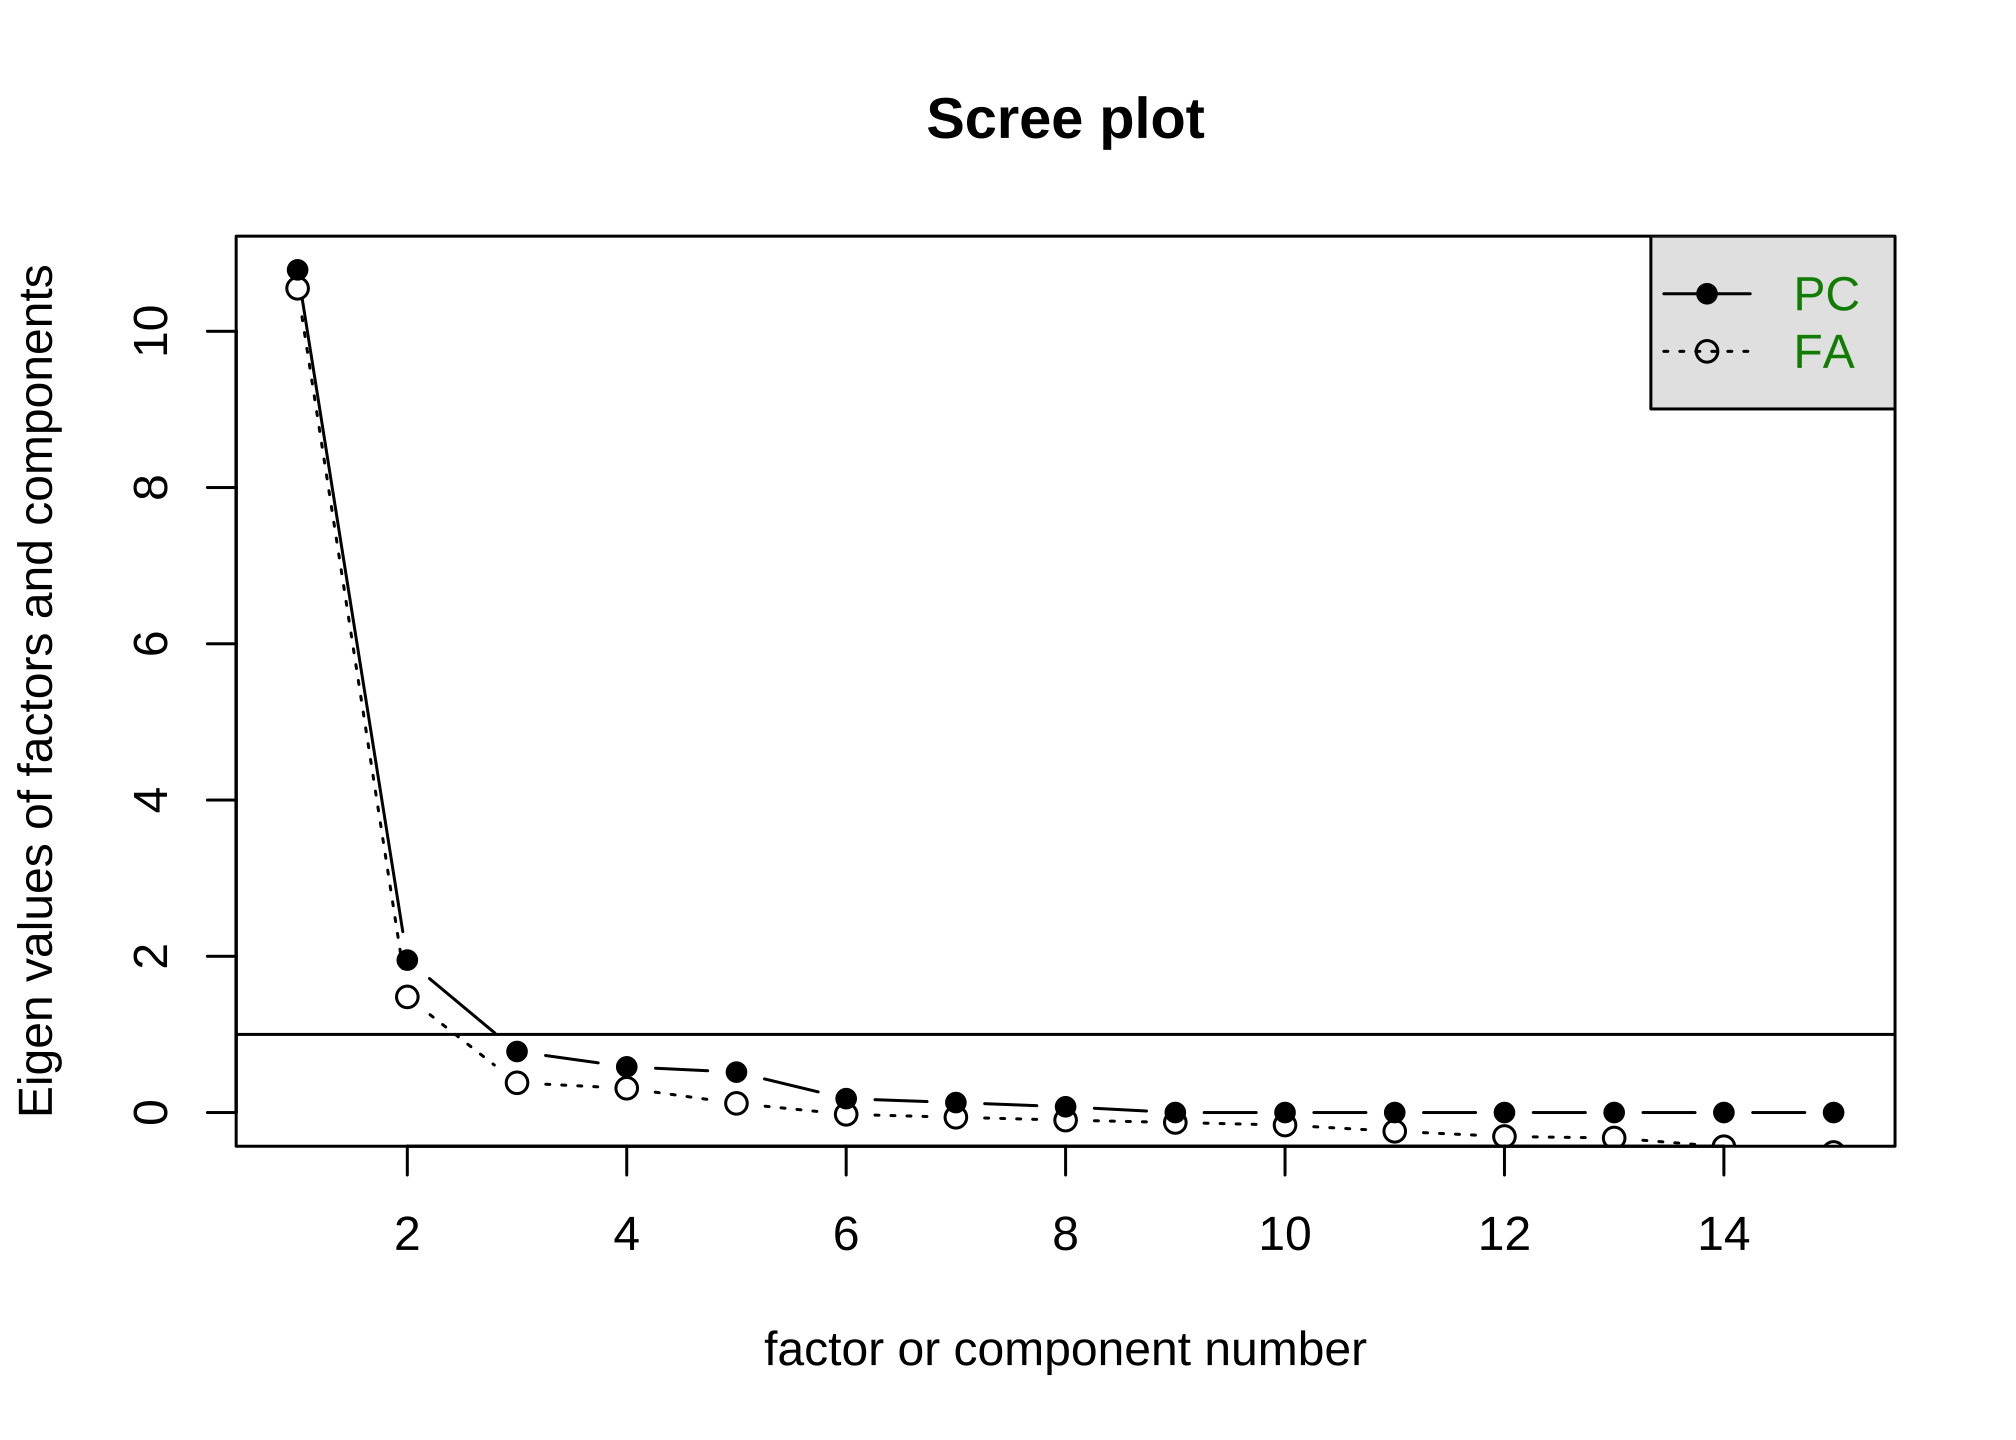 Scree plot
PC
FA
Eigen values of factors and components
10
8
6
4
2
0
2 4 6 8 10 12 14
factor or component number